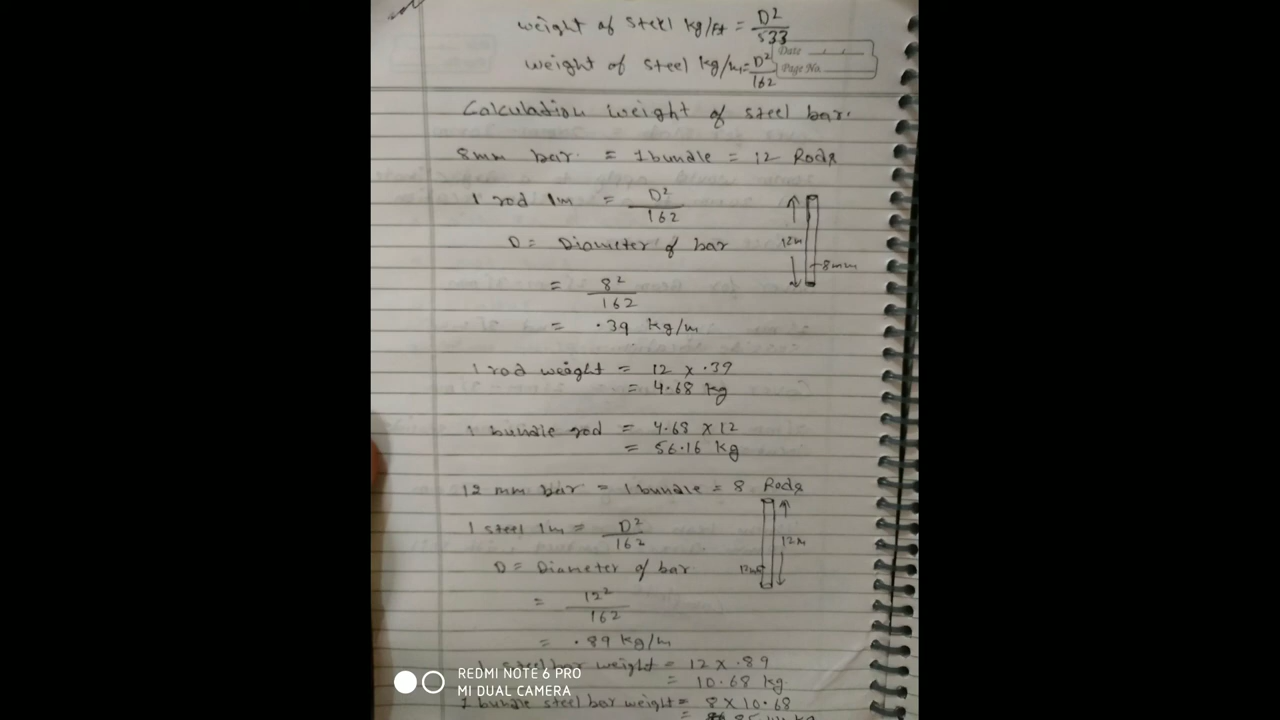 weight of steel kg/ft = D²/533
Date
weight of steel kg/m = D²/162
Page No.
Calculation weight of steel bar.
8mm bar. = 1 bundle = 12 Rods
1 rod 1m = D²/162
D = Diameter of bar
12m
8mm
= 8²/162
= .39 kg/m
1 rod weight = 12 x .39
= 4.68 kg
1 bundle rod = 4.68 x 12
= 56.16 kg
12 mm bar = 1 bundle = 8 Rods
1 steel 1m = D²/162
12m
D = Diameter of bar
= 12²/162
= .89 kg/m
1 steel bar weight = 12 x .89
= 10.68 kg
1 bundle steel bar weight = 8 x 10.68
REDMI NOTE 6 PRO
MI DUAL CAMERA